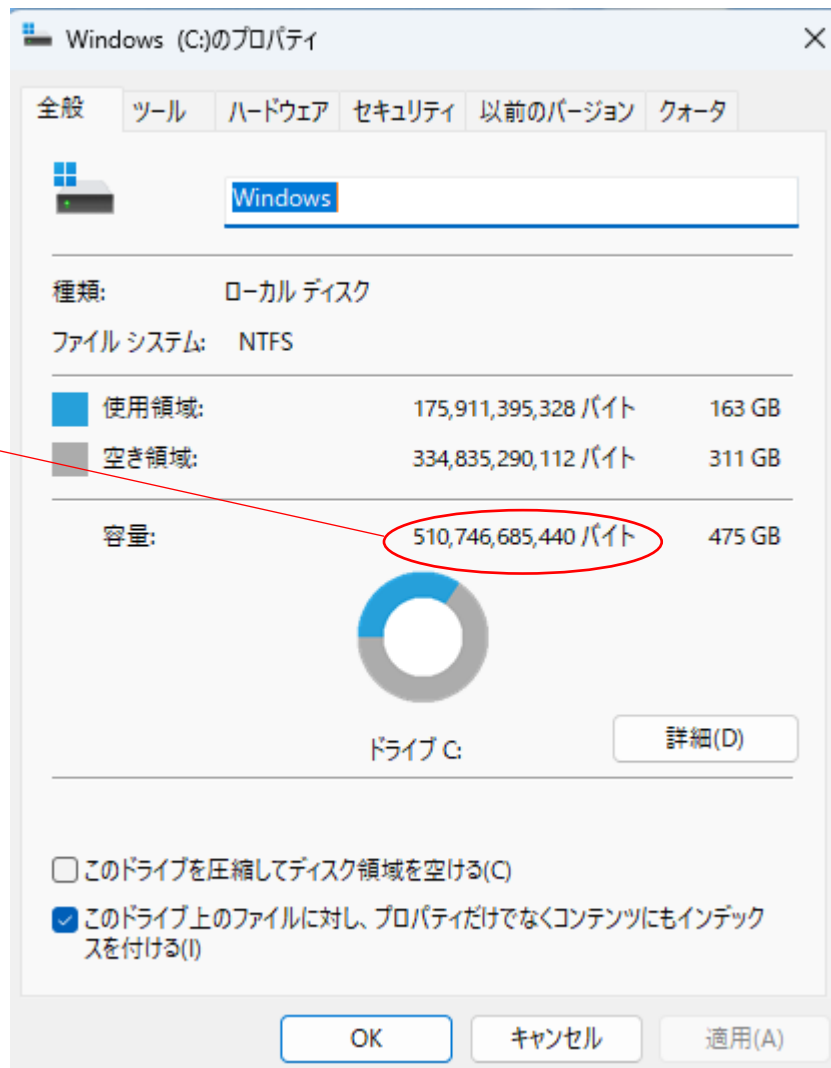 Windows (C:)のプロパティ
全般 ツール ハードウェア セキュリティ 以前のバージョン クォータ
Windows
種類: ローカル ディスク
ファイル システム: NTFS
使用領域: 175,911,395,328 バイト 163 GB
空き領域: 334,835,290,112 バイト 311 GB
容量: 510,746,685,440 バイト 475 GB
ドライブ C:
詳細(D)
このドライブを圧縮してディスク領域を空ける(C)
このドライブ上のファイルに対し、プロパティだけでなくコンテンツにもインデック
スを付ける(I)
OK キャンセル 適用(A)